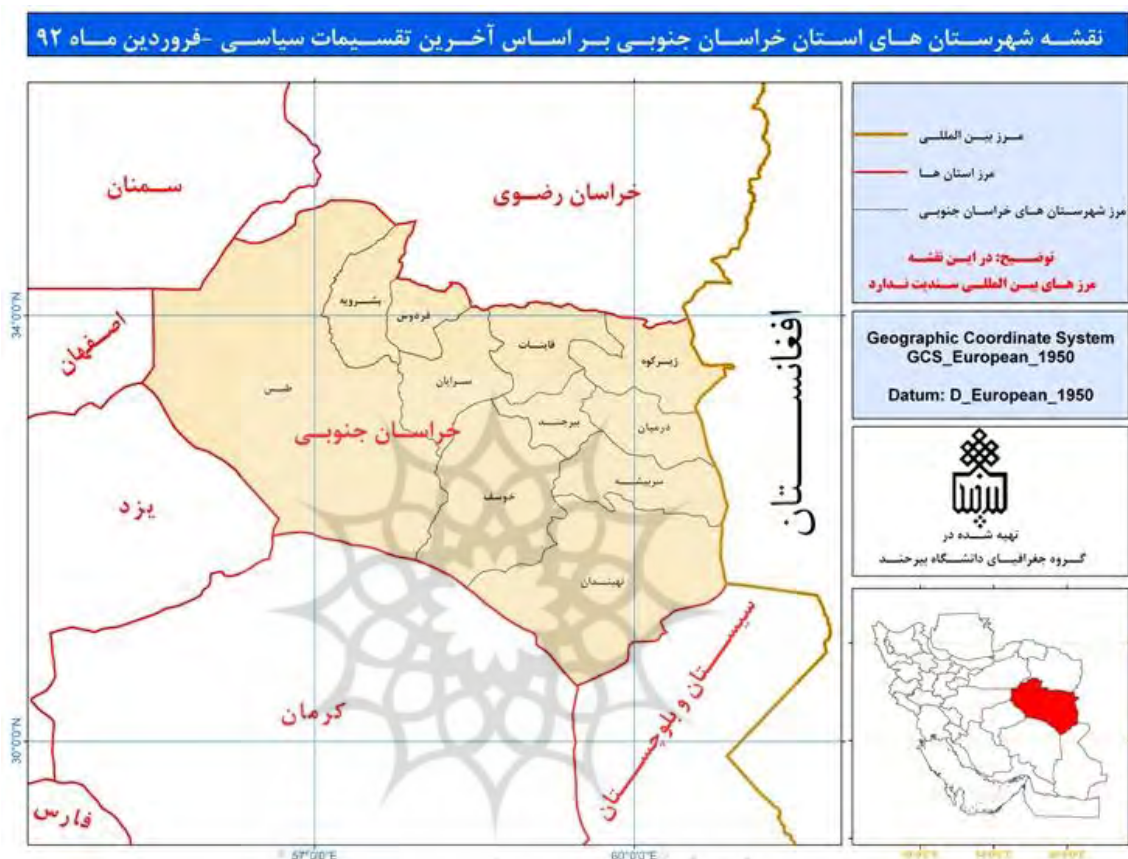 نقشه شهرستان های استان خراسان جنوبی بر اساس آخرین تقسیمات سیاسی -فروردین ماه ۹۲
مرز بین المللی
مرز استان ها
مرز شهرستان های خراسان جنوبی
توضیح: در این نقشه
مرز های بین المللی سندیت ندارد
Geographic Coordinate System
GCS_European_1950
Datum: D_European_1950
تهیه شده در
گروه جغرافیای دانشگاه بیرجند
سمنان
خراسان رضوی
34°0'0"N
اصفهان
بشرویه
فردوس
قاینات
زیرکوه
افغانستان
طبس
سرایان
خراسان جنوبی
بیرجند
درمیان
یزد
خوسف
سربیشه
نهبندان
سیستان و بلوچستان
کرمان
30°0'0"N
فارس
57°0'0"E
60°0'0"E